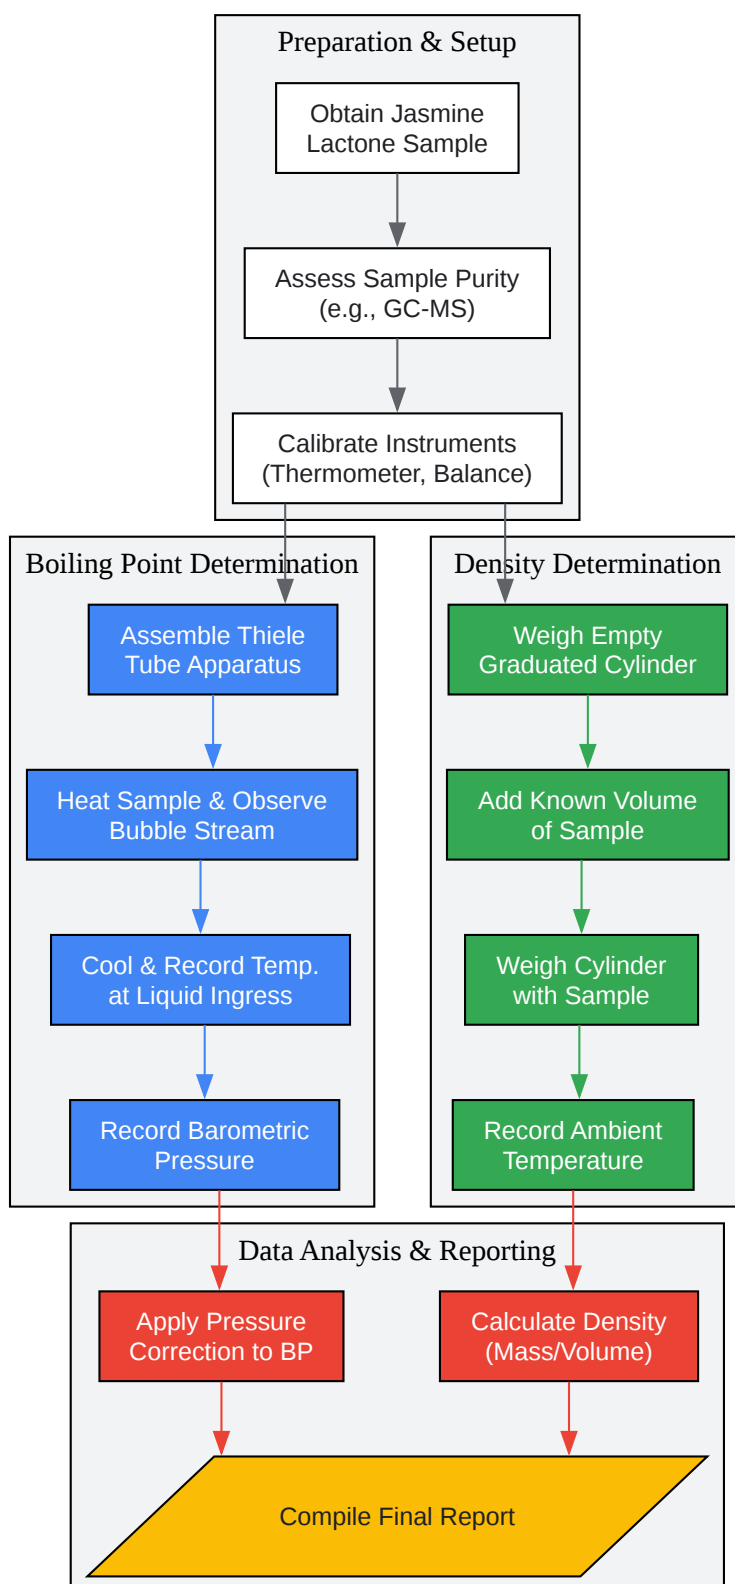 Preparation & Setup
Obtain Jasmine
Lactone Sample
Assess Sample Purity
(e.g., GC-MS)
Calibrate Instruments
(Thermometer, Balance)
Boiling Point Determination
Assemble Thiele
Tube Apparatus
Heat Sample & Observe
Bubble Stream
Cool & Record Temp.
at Liquid Ingress
Record Barometric
Pressure
Density Determination
Weigh Empty
Graduated Cylinder
Add Known Volume
of Sample
Weigh Cylinder
with Sample
Record Ambient
Temperature
Data Analysis & Reporting
Apply Pressure
Correction to BP
Calculate Density
(Mass/Volume)
Compile Final Report